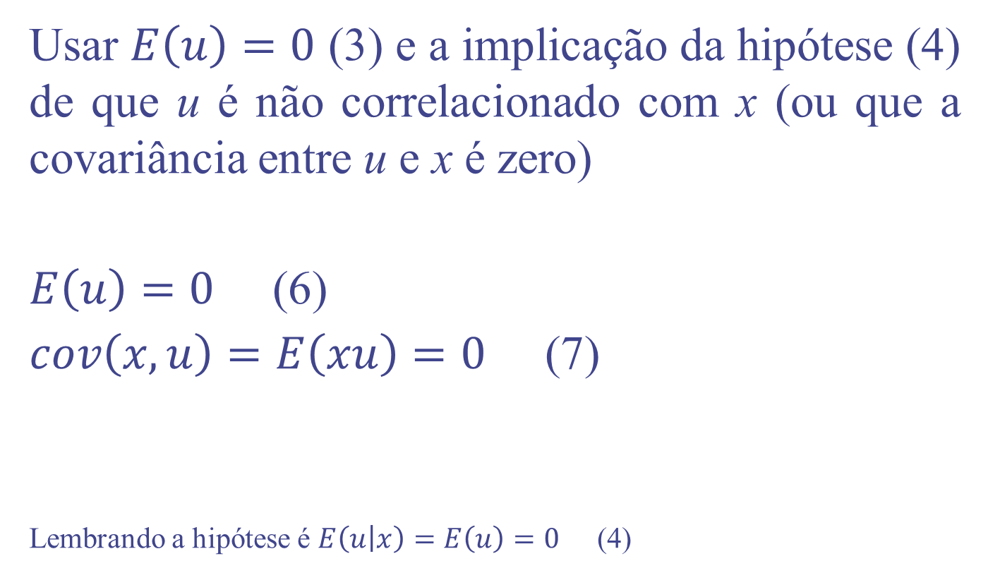 Usar E(u) = 0 (3) e a implicação da hipótese (4)
de que u é não correlacionado com x (ou que a
covariância entre u e x é zero)
E(u) = 0 (6)
cov(x, u) = E(xu) = 0 (7)
Lembrando a hipótese é E(u|x) = E(u) = 0 (4)